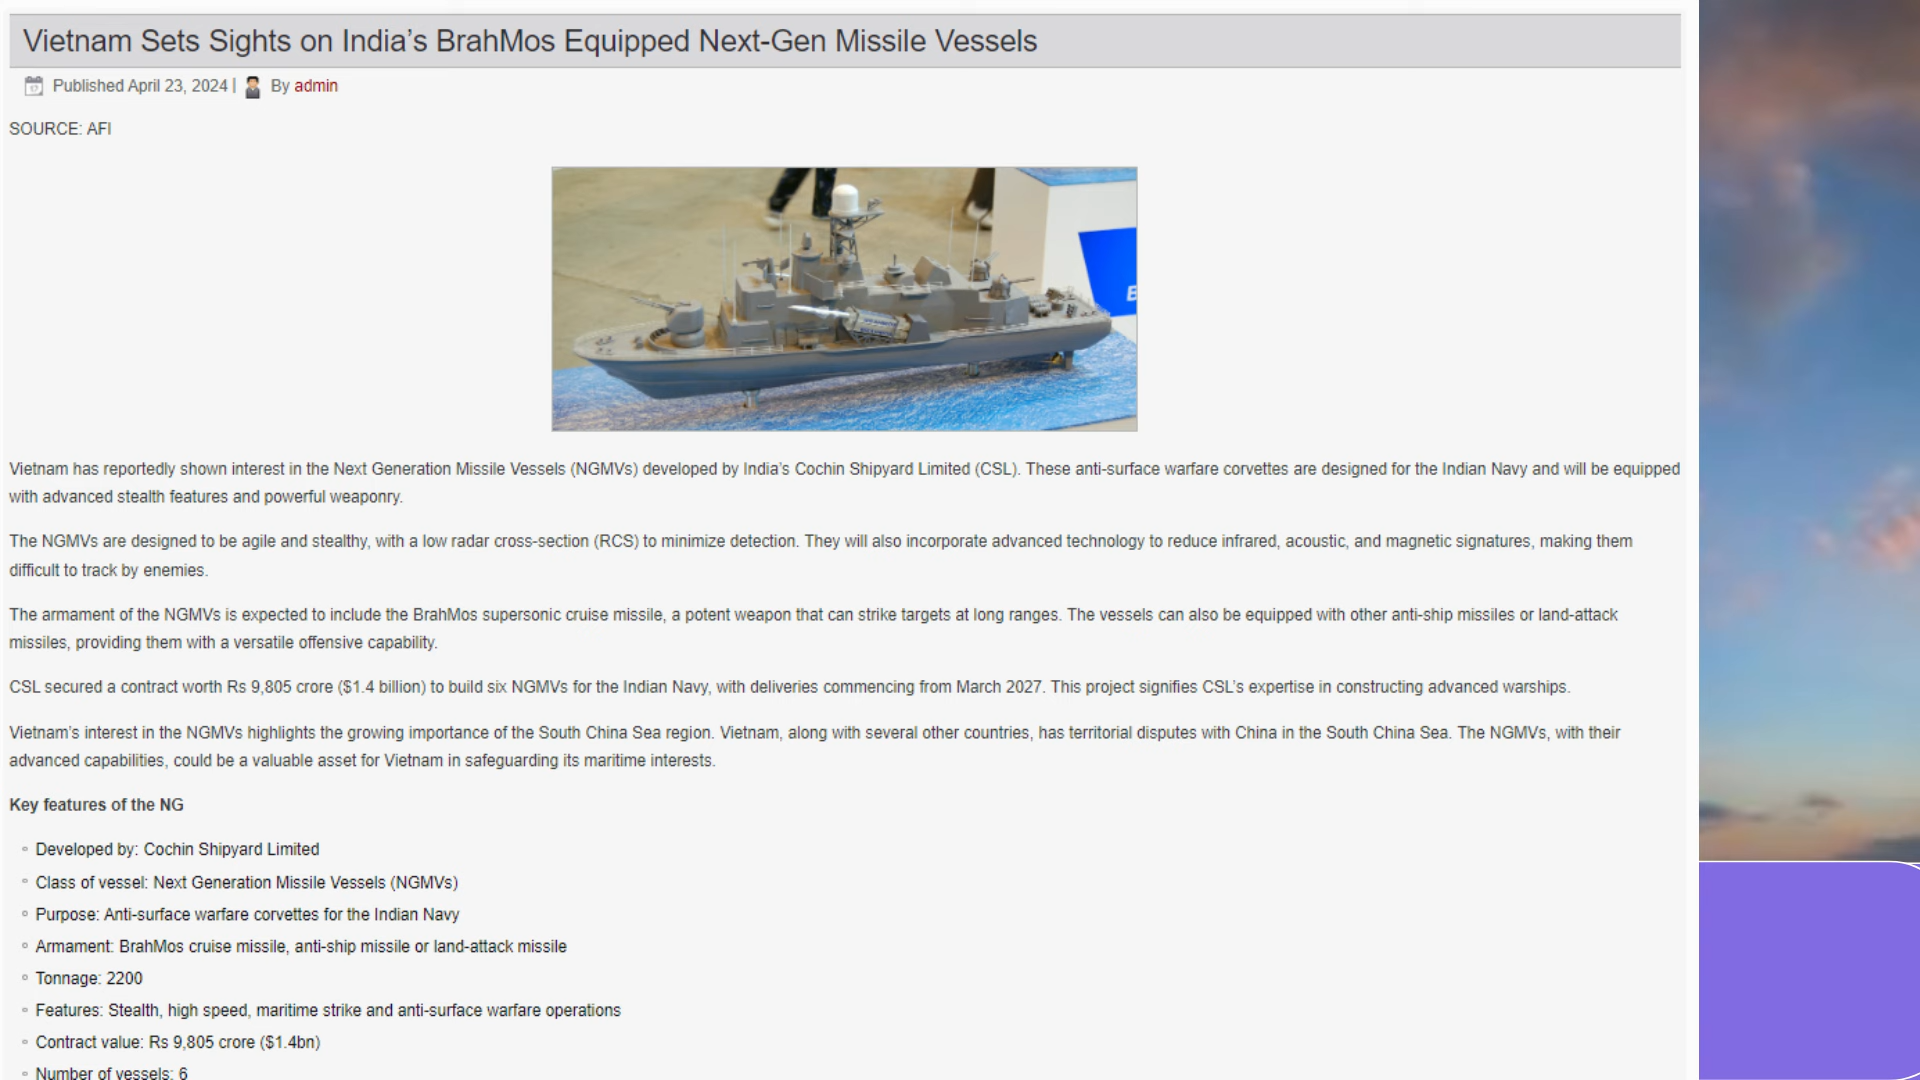 Vietnam Sets Sights on India’s BrahMos Equipped Next-Gen Missile Vessels
Published April 23, 2024 | By admin
SOURCE: AFI
E
Vietnam has reportedly shown interest in the Next Generation Missile Vessels (NGMVs) developed by India’s Cochin Shipyard Limited (CSL). These anti-surface warfare corvettes are designed for the Indian Navy and will be equipped
with advanced stealth features and powerful weaponry.
The NGMVs are designed to be agile and stealthy, with a low radar cross-section (RCS) to minimize detection. They will also incorporate advanced technology to reduce infrared, acoustic, and magnetic signatures, making them
difficult to track by enemies.
The armament of the NGMVs is expected to include the BrahMos supersonic cruise missile, a potent weapon that can strike targets at long ranges. The vessels can also be equipped with other anti-ship missiles or land-attack
missiles, providing them with a versatile offensive capability.
CSL secured a contract worth Rs 9,805 crore ($1.4 billion) to build six NGMVs for the Indian Navy, with deliveries commencing from March 2027. This project signifies CSL’s expertise in constructing advanced warships.
Vietnam’s interest in the NGMVs highlights the growing importance of the South China Sea region. Vietnam, along with several other countries, has territorial disputes with China in the South China Sea. The NGMVs, with their
advanced capabilities, could be a valuable asset for Vietnam in safeguarding its maritime interests.
Key features of the NG
Developed by: Cochin Shipyard Limited
Class of vessel: Next Generation Missile Vessels (NGMVs)
Purpose: Anti-surface warfare corvettes for the Indian Navy
Armament: BrahMos cruise missile, anti-ship missile or land-attack missile
Tonnage: 2200
Features: Stealth, high speed, maritime strike and anti-surface warfare operations
Contract value: Rs 9,805 crore ($1.4bn)
Number of vessels: 6